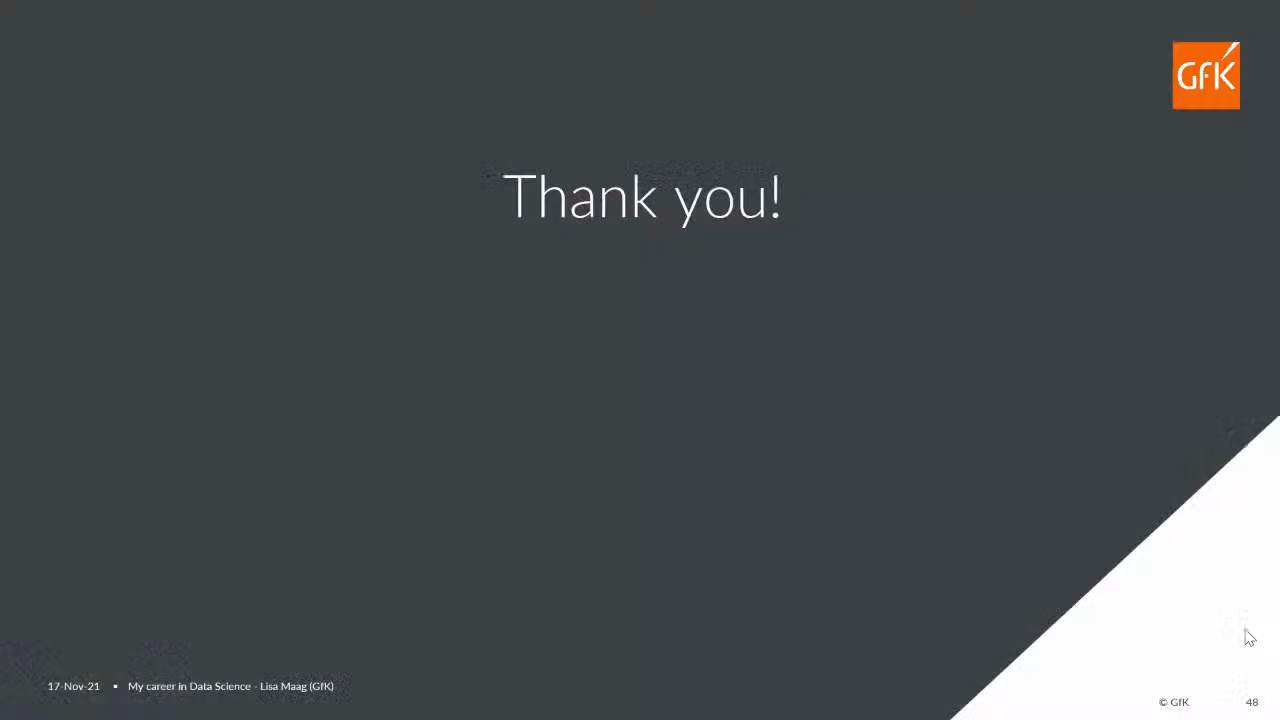 GfK
Thank you!
17-Nov-21 ▪ My career in Data Science - Lisa Maag (GfK)
© GfK 48